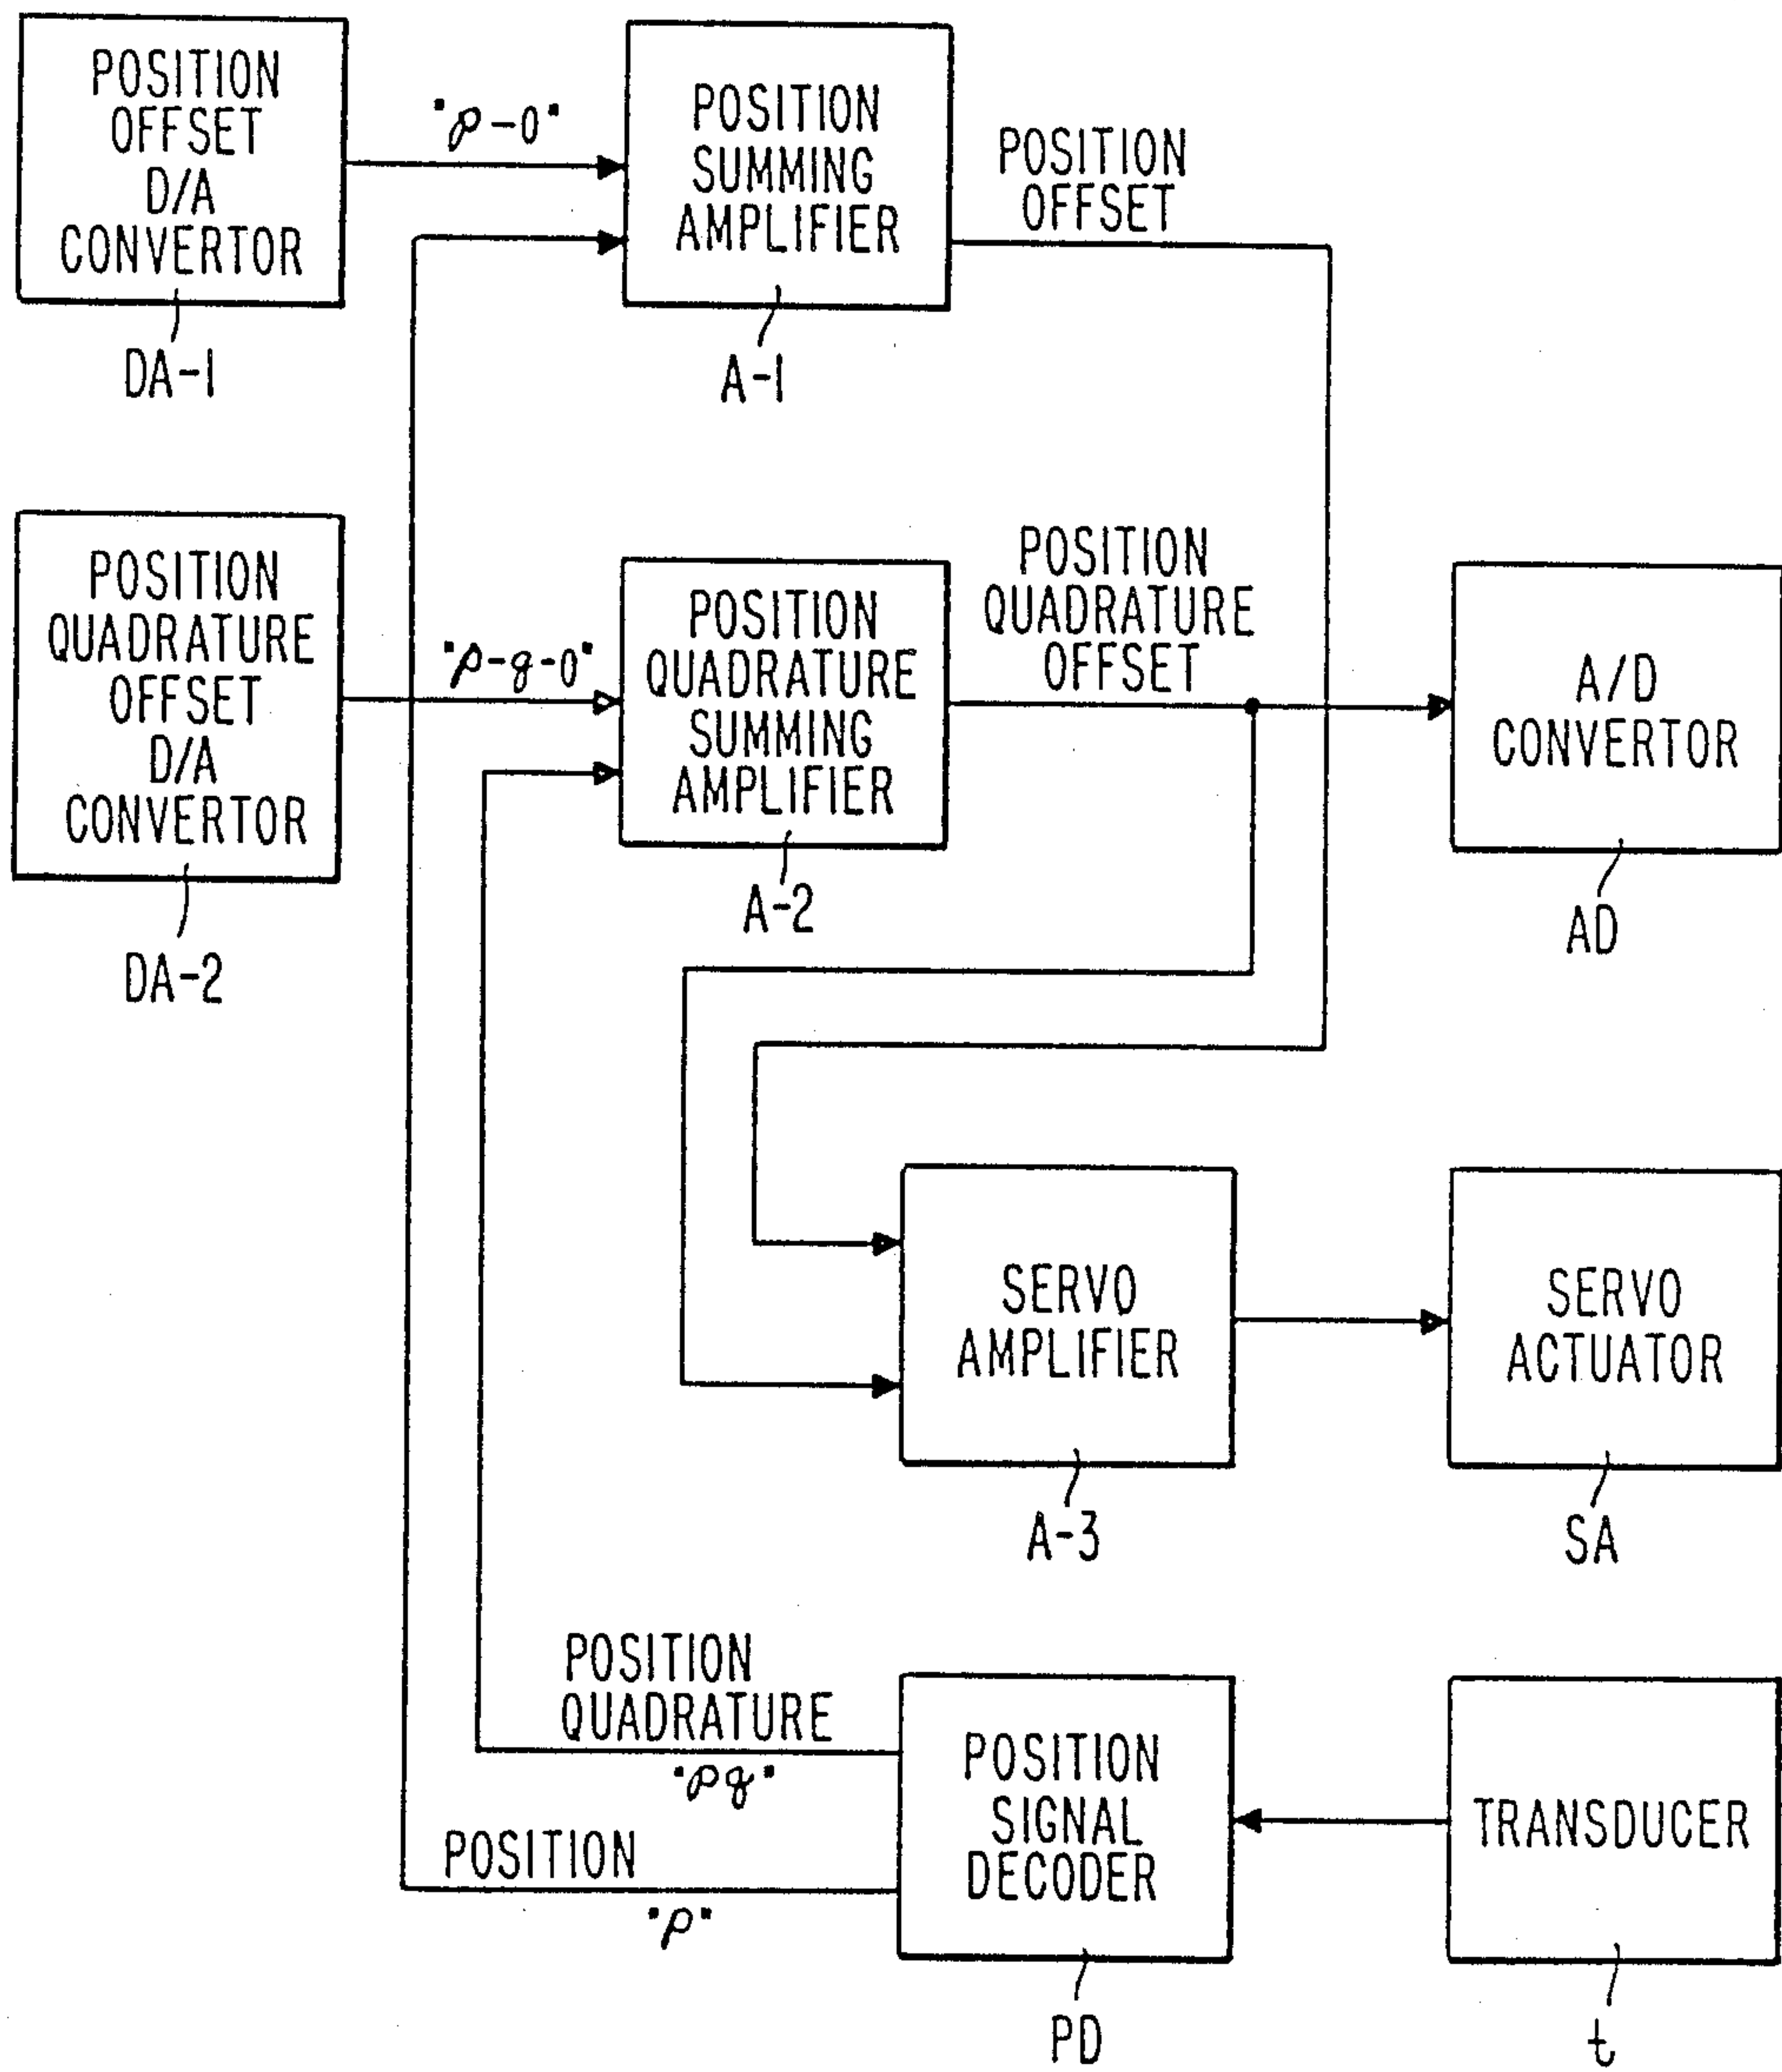 POSITION
OFFSET
D/A
CONVERTOR
DA-1
"p-0"
POSITION
SUMMING
AMPLIFIER
A-1
POSITION
OFFSET
POSITION
QUADRATURE
OFFSET
D/A
CONVERTOR
DA-2
"p-q-0"
POSITION
QUADRATURE
SUMMING
AMPLIFIER
A-2
POSITION
QUADRATURE
OFFSET
A/D
CONVERTOR
AD
SERVO
AMPLIFIER
A-3
SERVO
ACTUATOR
SA
POSITION
QUADRATURE
"pq"
POSITION
"p"
POSITION
SIGNAL
DECODER
PD
TRANSDUCER
t